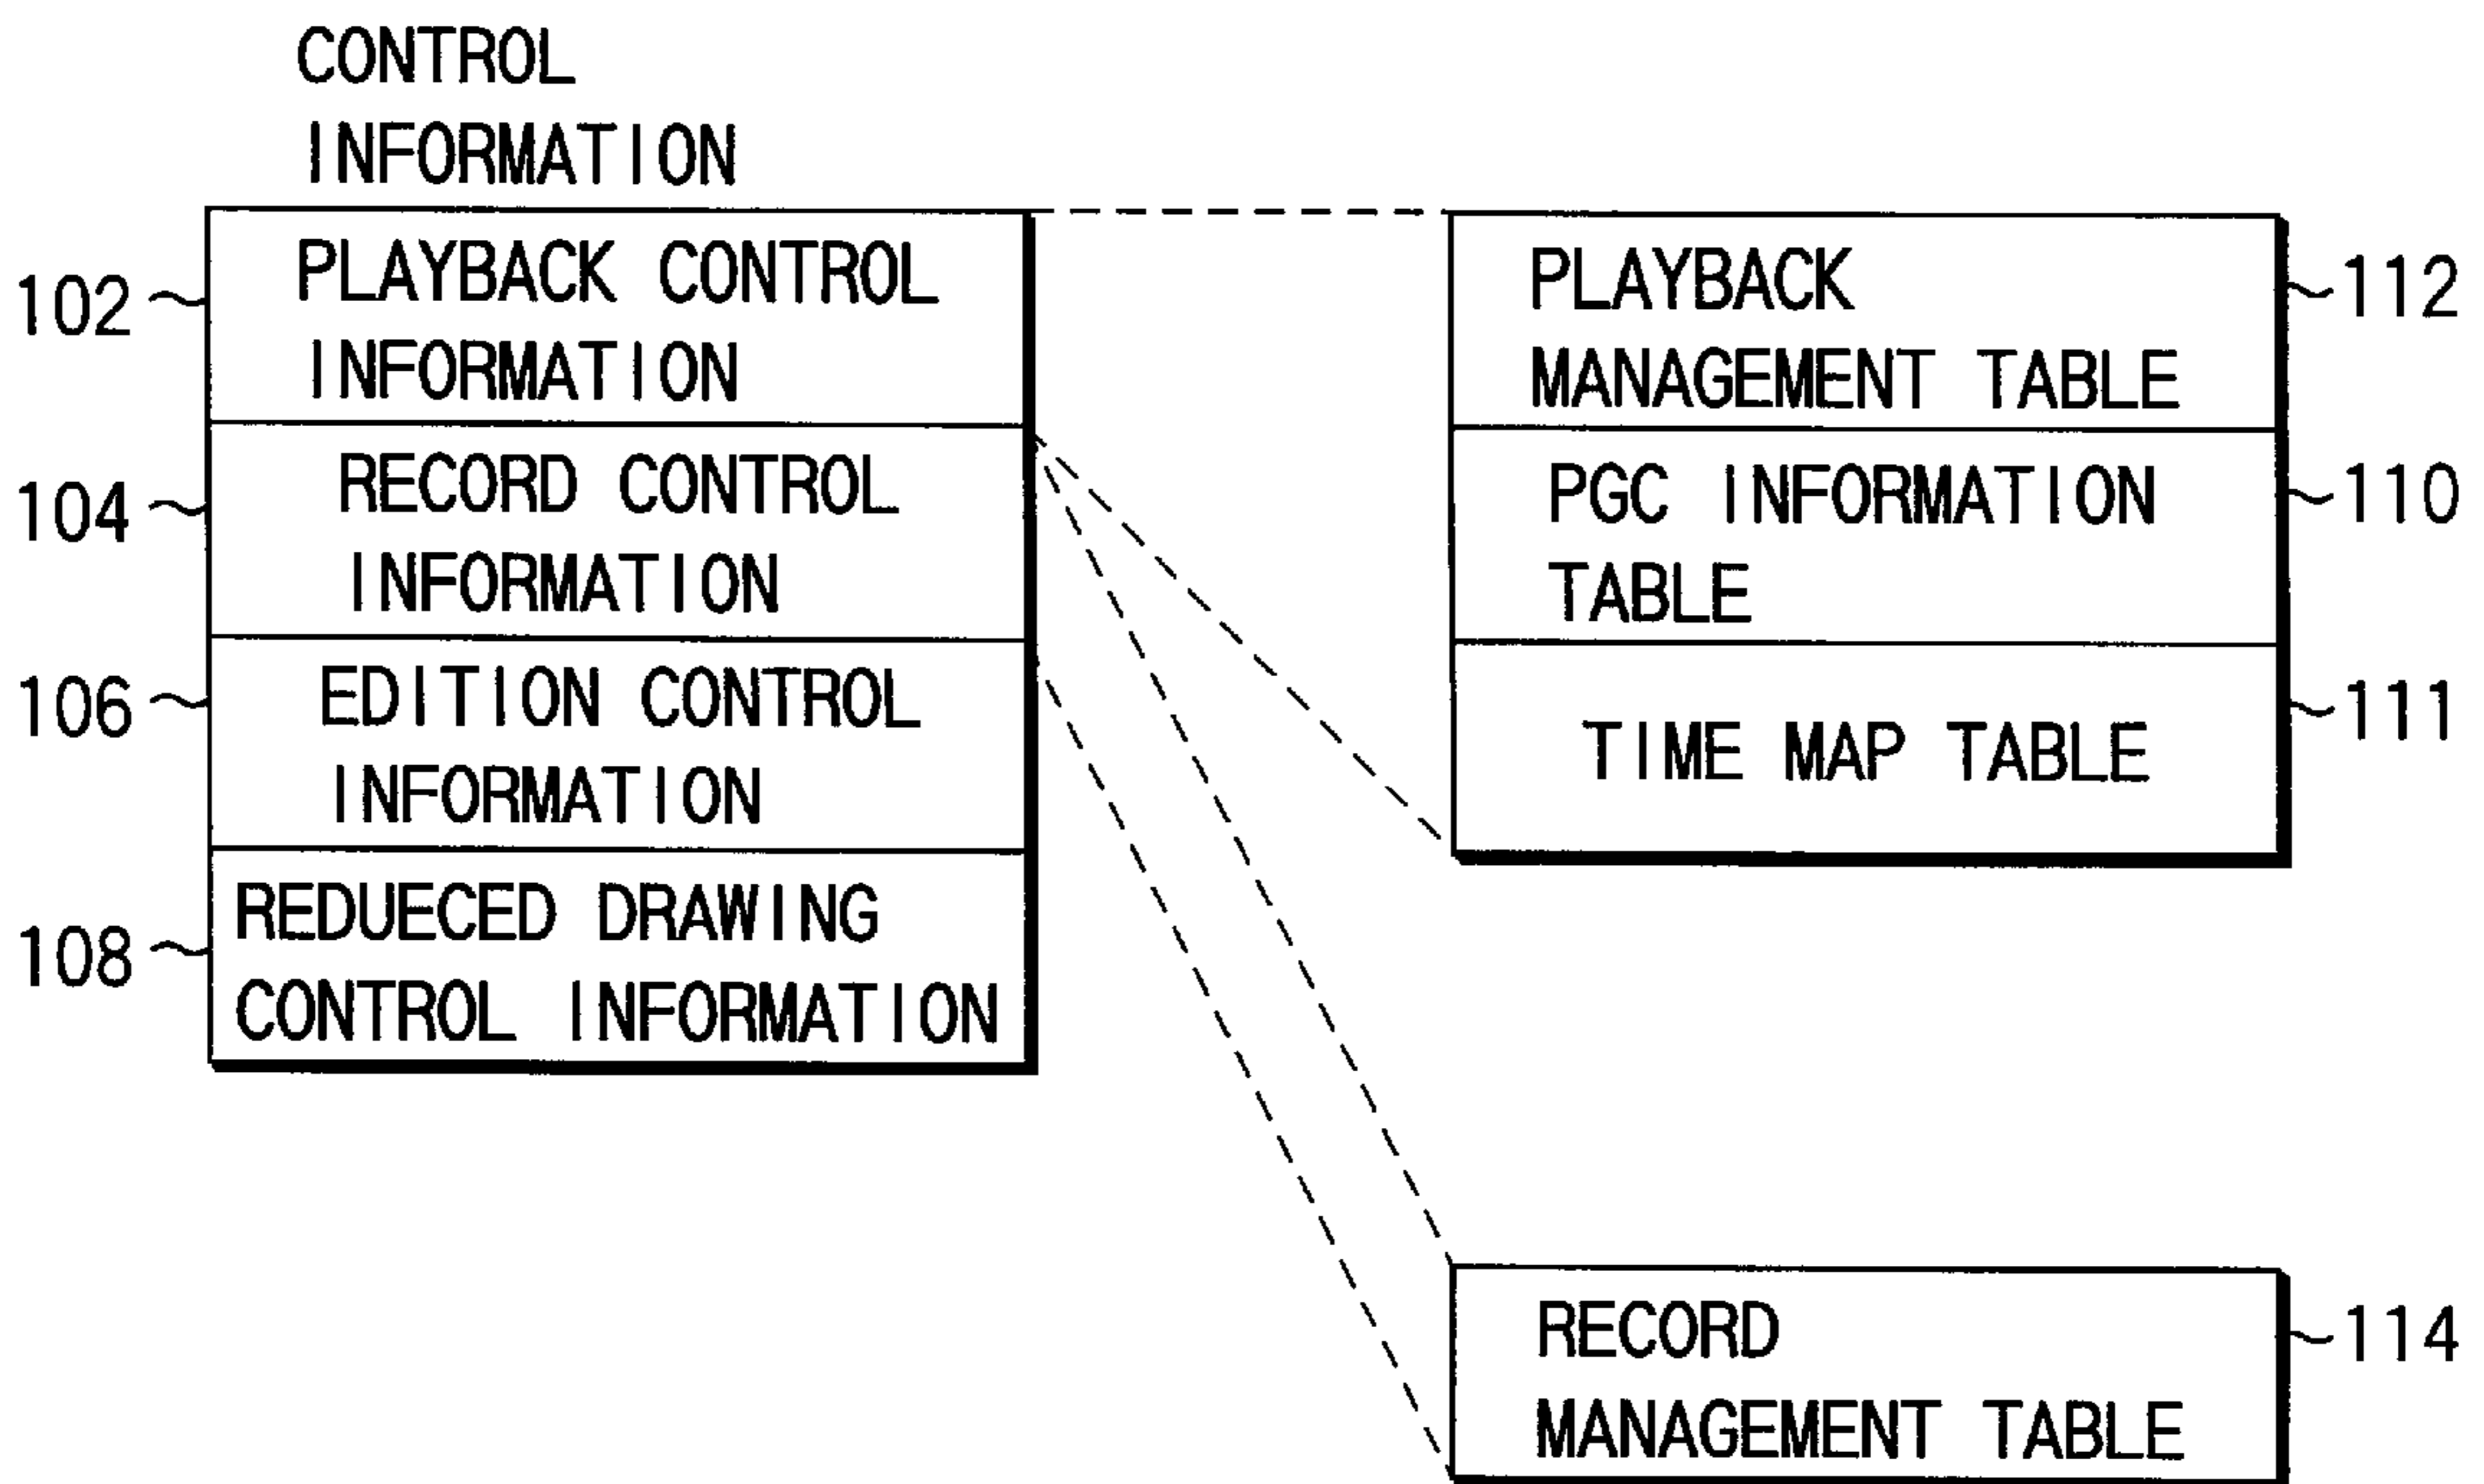 CONTROL
INFORMATION
102
PLAYBACK CONTROL
INFORMATION
104
RECORD CONTROL
INFORMATION
106
EDITION CONTROL
INFORMATION
108
REDUECED DRAWING
CONTROL INFORMATION
PLAYBACK
MANAGEMENT TABLE
112
PGC INFORMATION
TABLE
110
TIME MAP TABLE
111
RECORD
MANAGEMENT TABLE
114